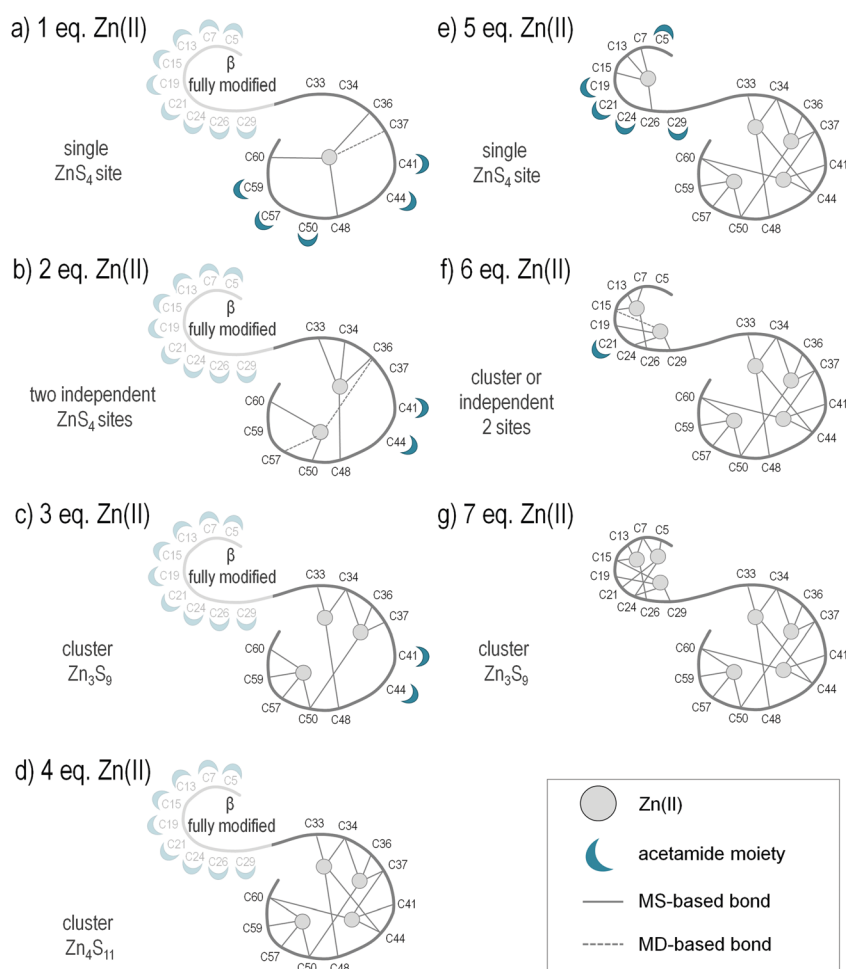 a) 1 eq. Zn(II)
C13 C7 C5
C15
C19
C21
C24 C26 C29
β
fully modified
single
ZnS₄ site
C33 C34
C36
C37
C41
C44
C48
C50
C57
C59
C60
b) 2 eq. Zn(II)
C13 C7 C5
C15
C19
C21
C24 C26 C29
β
fully modified
two independent
ZnS₄ sites
C33 C34
C36
C37
C41
C44
C48
C50
C57
C59
C60
c) 3 eq. Zn(II)
C13 C7 C5
C15
C19
C21
C24 C26 C29
β
fully modified
cluster
Zn₃S₉
C33 C34
C36
C37
C41
C44
C48
C50
C57
C59
C60
d) 4 eq. Zn(II)
C13 C7 C5
C15
C19
C21
C24 C26 C29
β
fully modified
cluster
Zn₄S₁₁
C33 C34
C36
C37
C41
C44
C48
C50
C57
C59
C60
e) 5 eq. Zn(II)
C13 C7 C5
C15
C19
C21
C24 C26 C29
single
ZnS₄ site
C33 C34
C36
C37
C41
C44
C48
C50
C57
C59
C60
f) 6 eq. Zn(II)
C13 C7 C5
C15
C19
C21
C24 C26 C29
cluster or
independent
2 sites
C33 C34
C36
C37
C41
C44
C48
C50
C57
C59
C60
g) 7 eq. Zn(II)
C13 C7 C5
C15
C19
C21
C24 C26 C29
cluster
Zn₃S₉
C33 C34
C36
C37
C41
C44
C48
C50
C57
C59
C60
Zn(II)
acetamide moiety
MS-based bond
MD-based bond